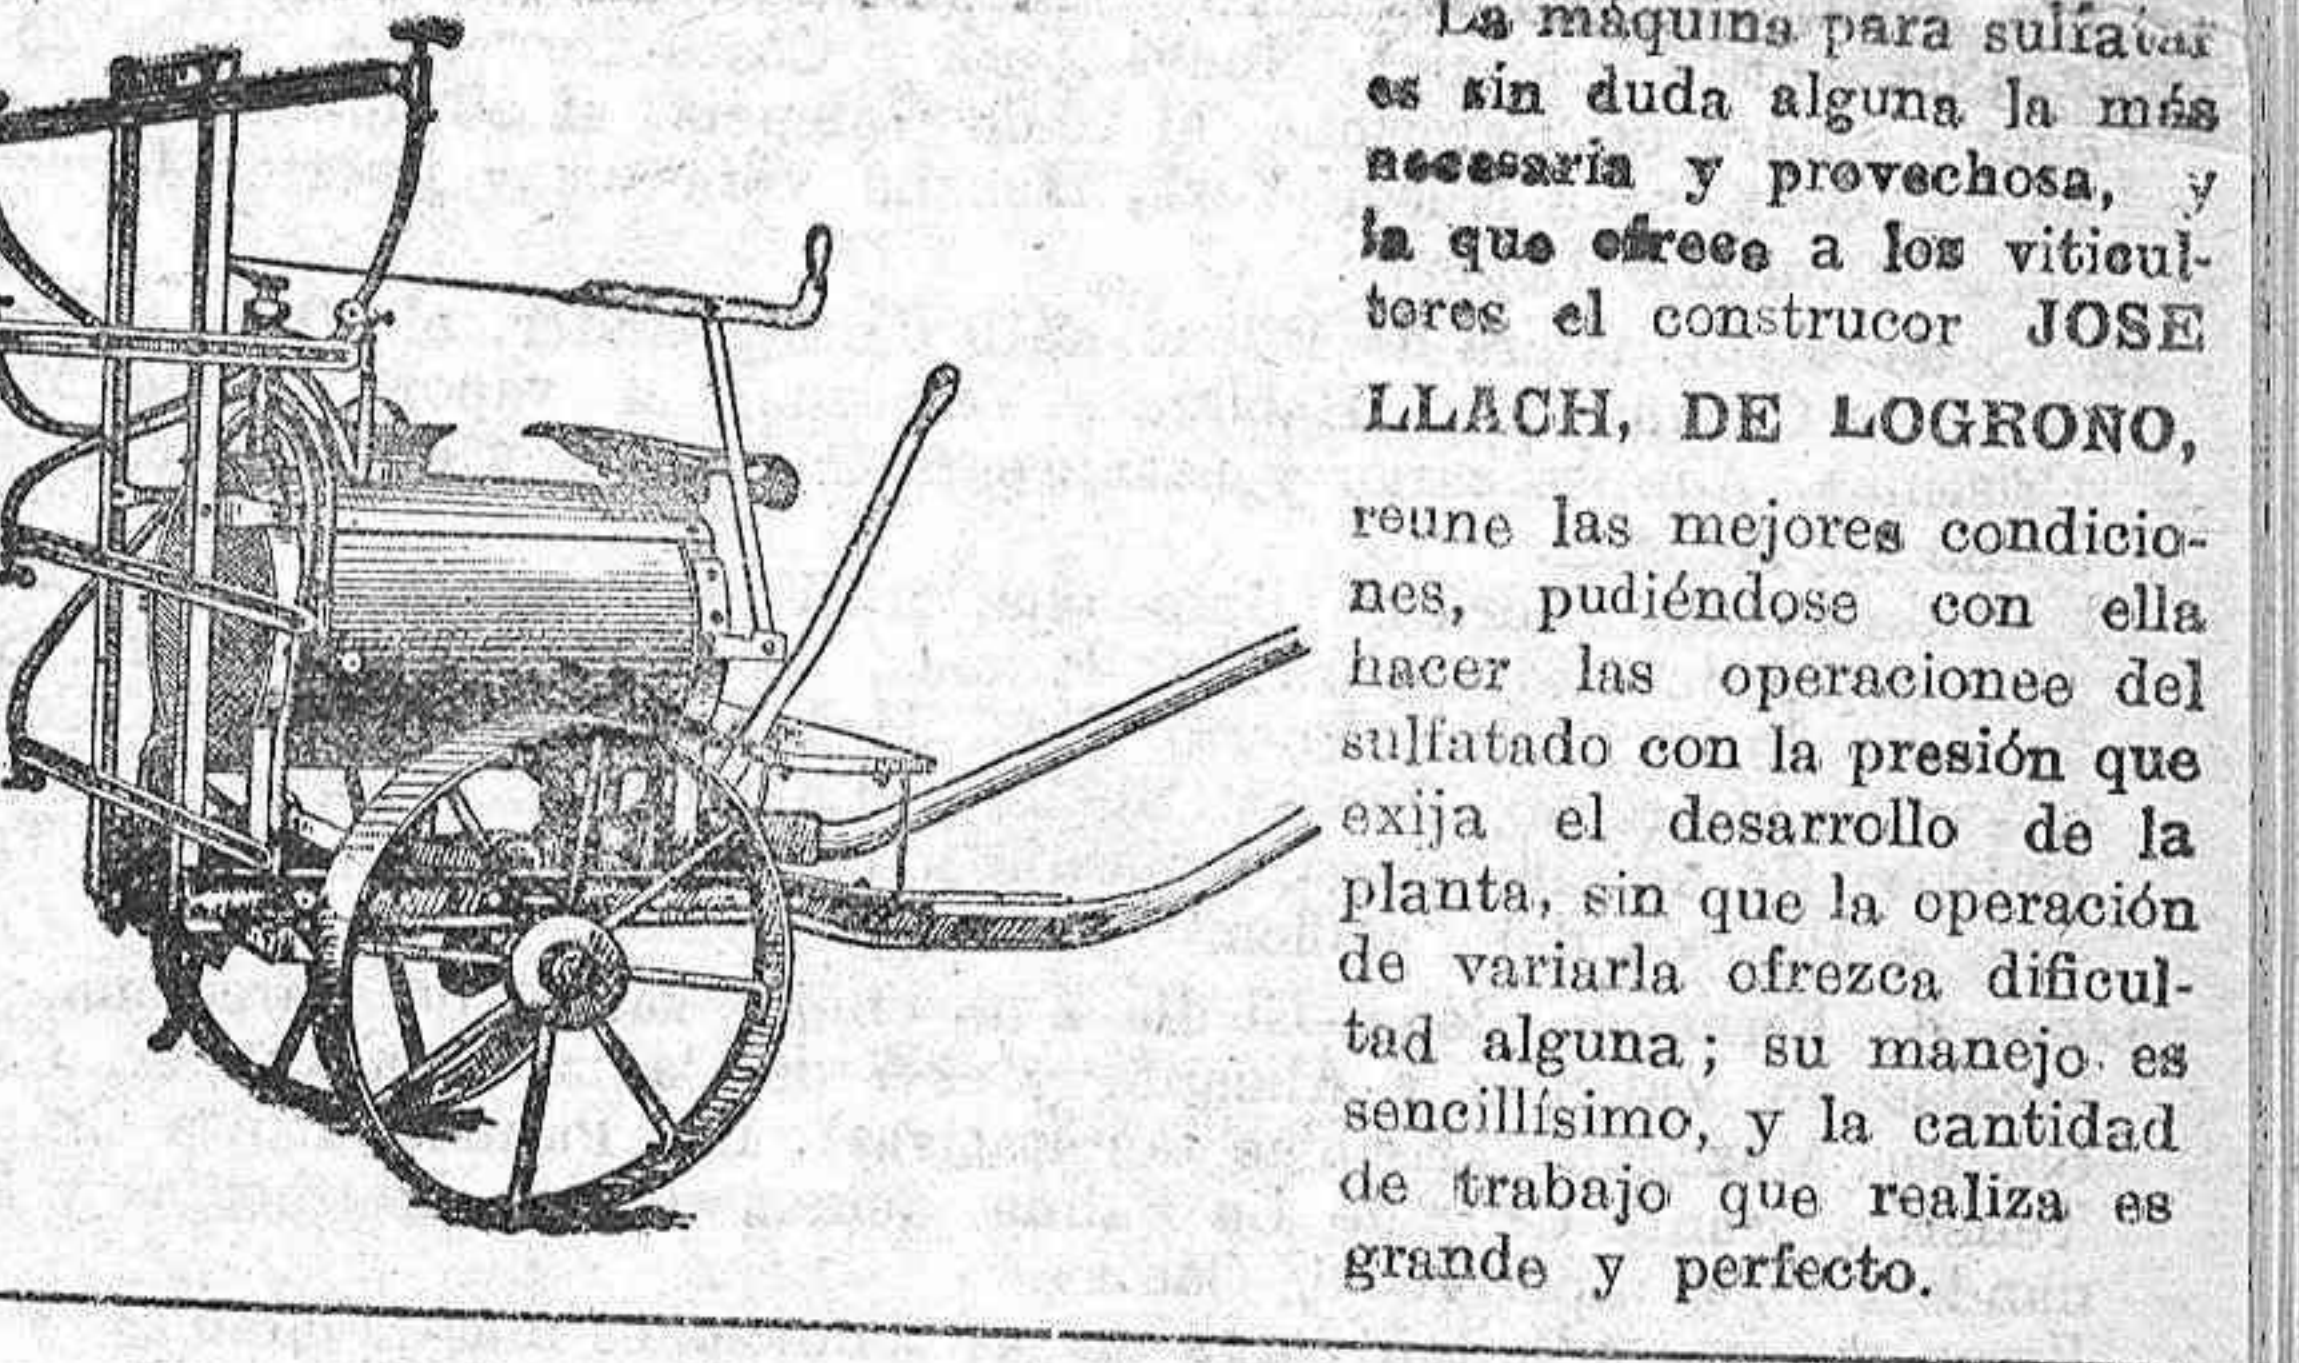 La máquina para sulfatar
es sin duda alguna la más
necesaria y provechosa, y
la que ofrece a los viticul-
tores el construcor JOSE
LLACH, DE LOGROÑO,
reune las mejores condicio-
nes, pudiéndose con ella
hacer las operacionee del
sulfatado con la presión que
exija el desarrollo de la
planta, sin que la operación
de variarla ofrezca dificul-
tad alguna; su manejo es
sencillísimo, y la cantidad
de trabajo que realiza es
grande y perfecto.